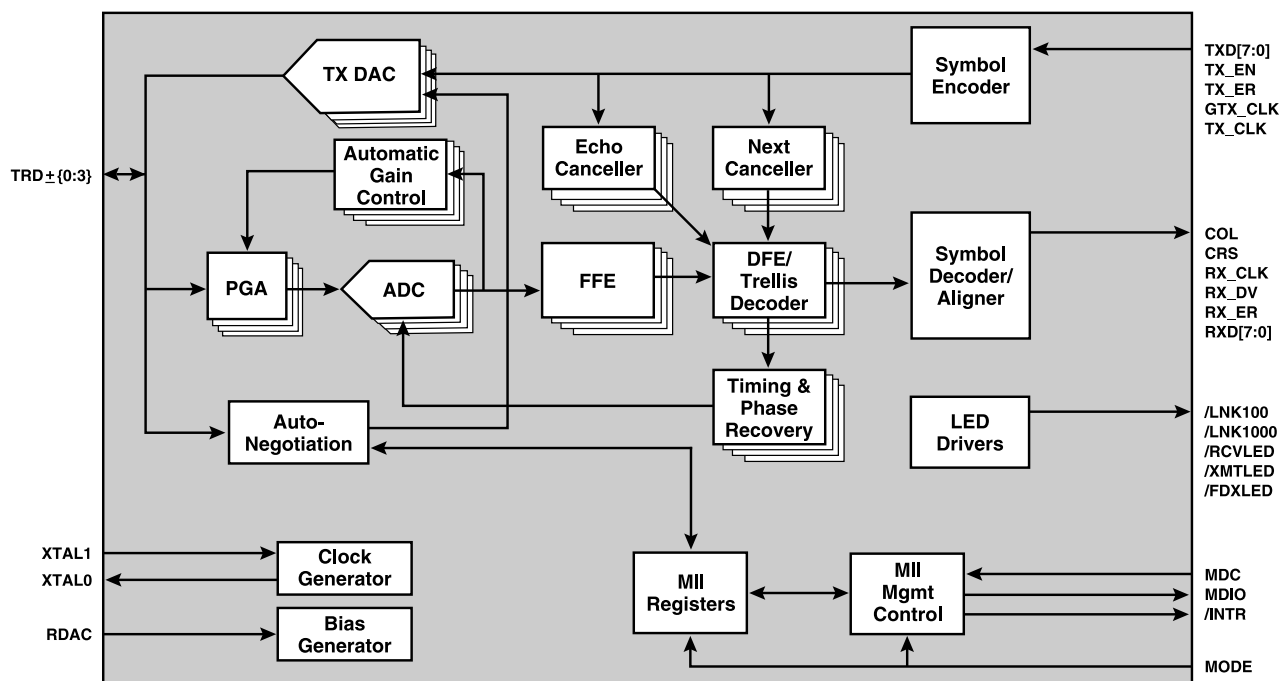 TX DAC
Symbol
Encoder
TXD[7:0]
TX_EN
TX_ER
GTX_CLK
TX_CLK
Echo
Canceller
Next
Canceller
TRD±{0:3}
Automatic
Gain
Control
PGA
ADC
FFE
DFE/
Trellis
Decoder
Symbol
Decoder/
Aligner
COL
CRS
RX_CLK
RX_DV
RX_ER
RXD[7:0]
Auto-
Negotiation
Timing &
Phase
Recovery
LED
Drivers
/LNK100
/LNK1000
/RCVLED
/XMTLED
/FDXLED
XTAL1
XTAL0
Clock
Generator
RDAC
Bias
Generator
MII
Registers
MII
Mgmt
Control
MDC
MDIO
/INTR
MODE